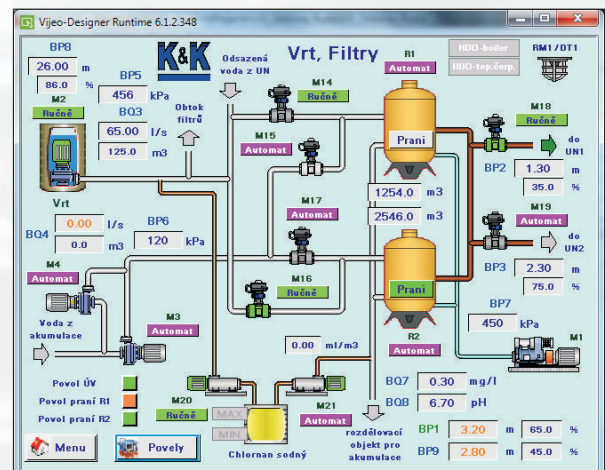 Vijeo-Designer Runtime 6.1.2.348
BP8
26.00 m
86.0 %
M2
Ručně
BP5
456 kPa
BQ3
65.00 l/s
125.0 m3
K&K
Obtok
filtrů
Odsazená
voda z UN
Vrt, Filtry
M14
Ručně
R1
Automat
HDO-boiler
HDO-top.čerp.
RM1/DT1
M15
Automat
Praní
M18
Ručně
do
UN1
BP2 1.30 m
35.0 %
Vrt
BQ4 0.00 l/s
0.0 m3
BP6
120 kPa
M17
Automat
1254.0 m3
2546.0 m3
M19
Automat
do
UN2
BP3 2.30 m
75.0 %
M4
Automat
M16
Ručně
Praní
R2
Automat
BP7
450 kPa
M1
Voda z
akumulace
M3
Automat
0.00 ml/m3
Povol ÚV
Povol praní R1
Povol praní R2
M20
Ručně
MAX
MIN
M21
Automat
Chlornan sodný
BQ7 0.30 mg/l
BQ8 6.70 pH
rozdělovací
objekt pro
akumulace
BP1 3.20 m 65.0 %
BP9 2.80 m 45.0 %
Menu
Povely